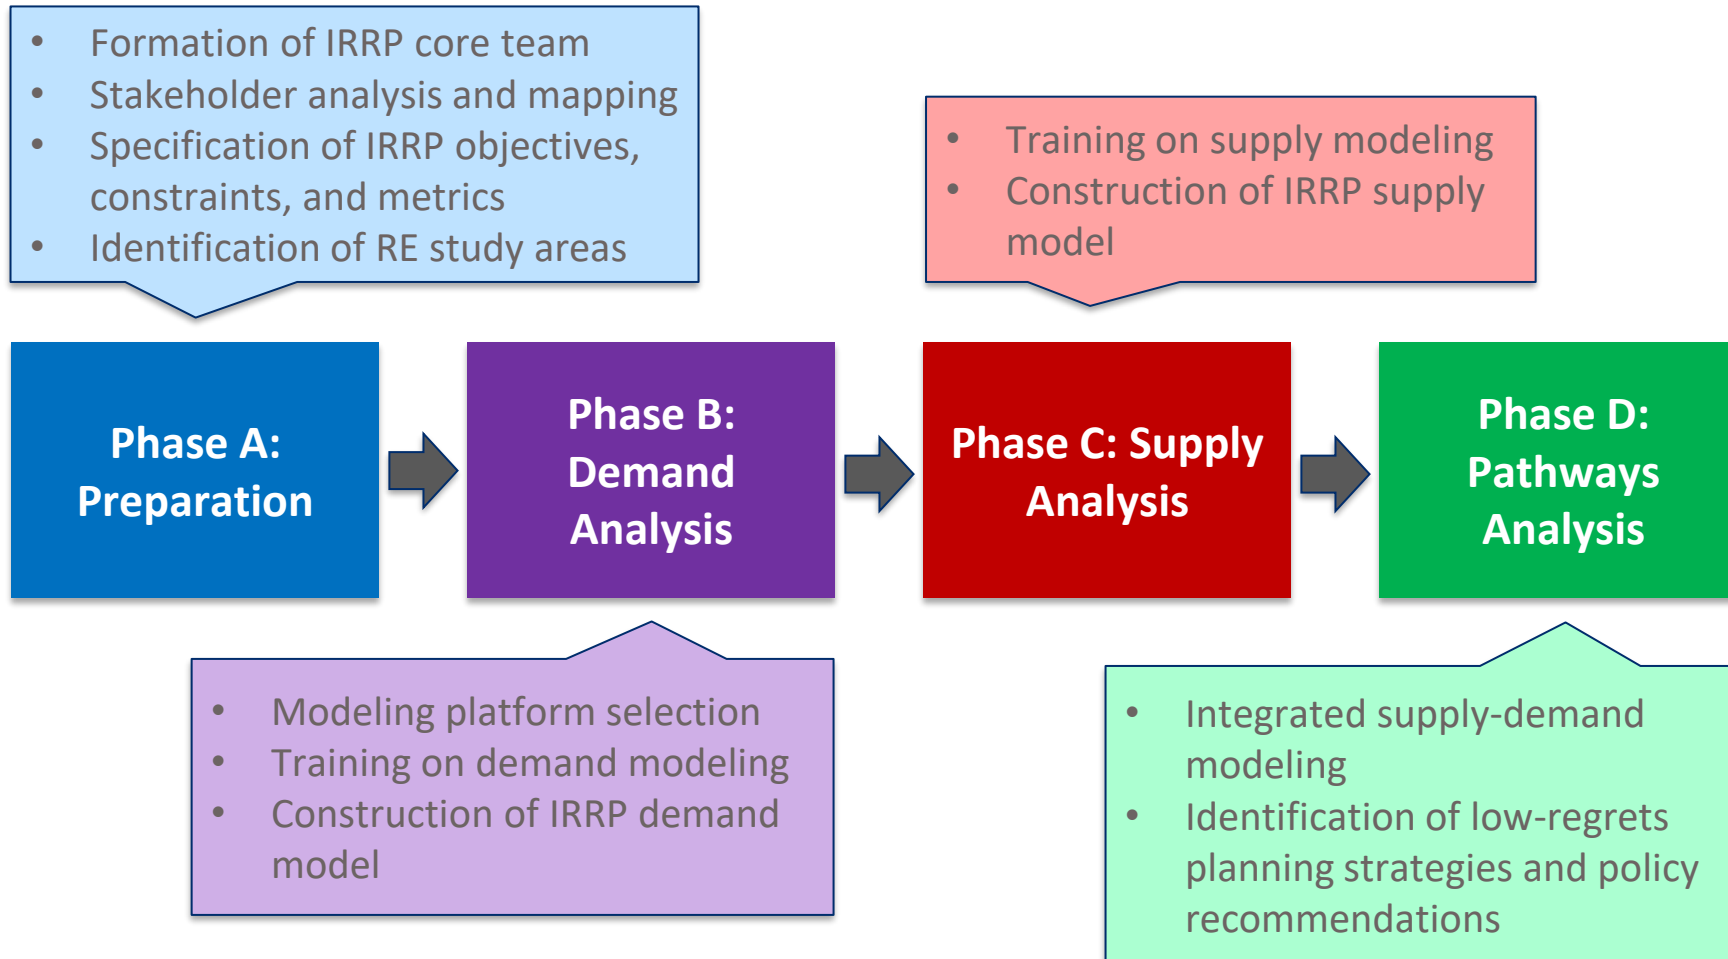 • Formation of IRRP core team
• Stakeholder analysis and mapping
• Specification of IRRP objectives,
constraints, and metrics
• Identification of RE study areas
• Training on supply modeling
• Construction of IRRP supply
model
Phase A:
Preparation
Phase B:
Demand
Analysis
Phase C: Supply
Analysis
Phase D:
Pathways
Analysis
• Modeling platform selection
• Training on demand modeling
• Construction of IRRP demand
model
• Integrated supply-demand
modeling
• Identification of low-regrets
planning strategies and policy
recommendations